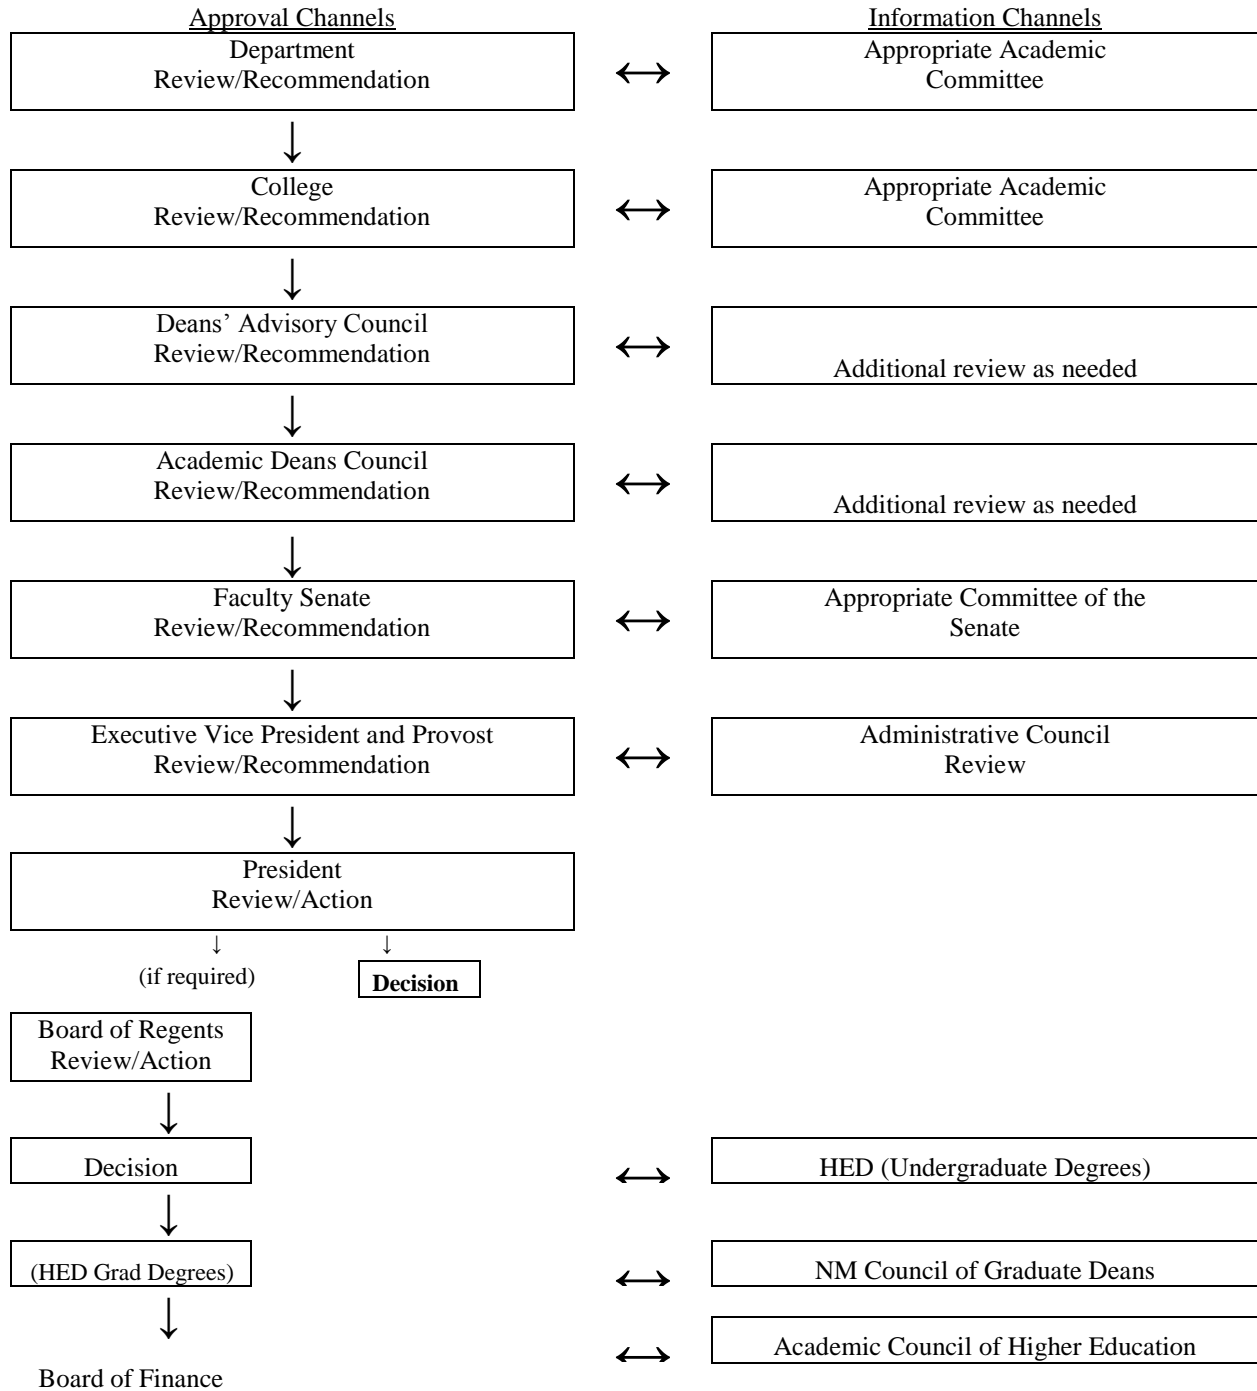 Approval Channels
Information Channels
Department
Review/Recommendation
Appropriate Academic
Committee
College
Review/Recommendation
Appropriate Academic
Committee
Deans’ Advisory Council
Review/Recommendation
Additional review as needed
Academic Deans Council
Review/Recommendation
Additional review as needed
Faculty Senate
Review/Recommendation
Appropriate Committee of the
Senate
Executive Vice President and Provost
Review/Recommendation
Administrative Council
Review
President
Review/Action
(if required)
Decision
Board of Regents
Review/Action
Decision
HED (Undergraduate Degrees)
(HED Grad Degrees)
NM Council of Graduate Deans
Academic Council of Higher Education
Board of Finance